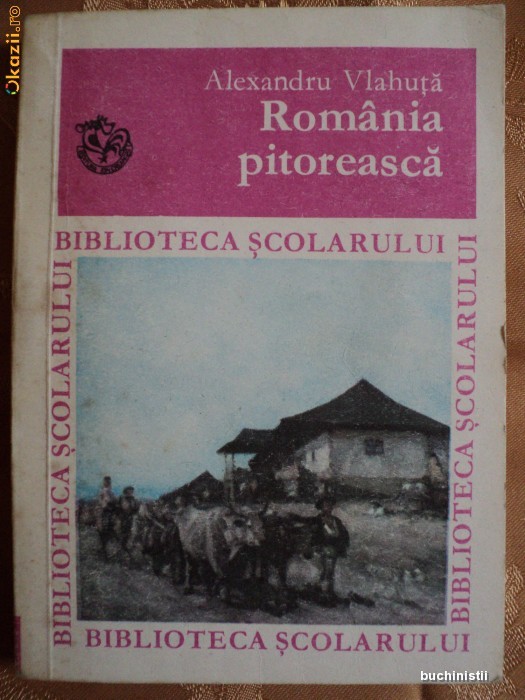 Okazii.ro
Alexandru Vlahuță
România
pitorească
BIBLIOTECA ȘCOLARULUI
BIBLIOTECA ȘCOLARULUI
BIBLIOTECA ȘCOLARULUI
BIBLIOTECA ȘCOLARULUI
buchinistii